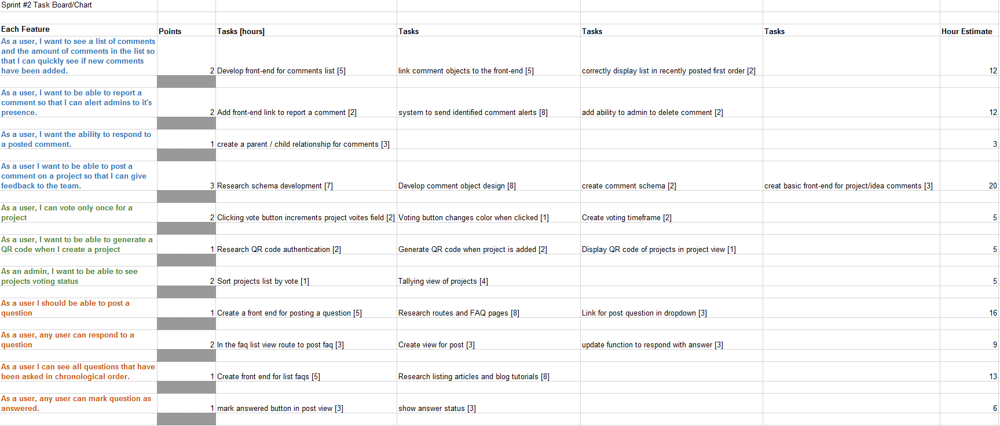 Sprint #2 Task Board/Chart
Each Feature Points Tasks [hours] Tasks Tasks Tasks Hour Estimate
As a user, I want to see a list of comments
and the amount of comments in the list so
that I can quickly see if new comments
have been added. 2 Develop front-end for comments list [5] link comment objects to the front-end [5] correctly display list in recently posted first order [2] 12
As a user, I want to be able to report a
comment so that I can alert admins to it's
presence. 2 Add front-end link to report a comment [2] system to send identified comment alerts [8] add ability to admin to delete comment [2] 12
As a user, I want the ability to respond to
a posted comment. 1 create a parent / child relationship for comments [3] 3
As a user I want to be able to post a
comment on a project so that I can give
feedback to the team. 3 Research schema development [7] Develop comment object design [8] create comment schema [2] creat basic front-end for project/idea comments [3] 20
As a user, I can vote only once for a
project 2 Clicking vote button increments project voites field [2] Voting button changes color when clicked [1] Create voting timeframe [2] 5
As a user, I want to be able to generate a
QR code when I create a project 1 Research QR code authentication [2] Generate QR code when project is added [2] Display QR code of projects in project view [1] 5
As an admin, I want to be able to see
projects voting status 2 Sort projects list by vote [1] Tallying view of projects [4] 5
As a user I should be able to post a
question 1 Create a front end for posting a question [5] Research routes and FAQ pages [8] Link for post question in dropdown [3] 16
As a user, any user can respond to a
question 2 In the faq list view route to post faq [3] Create view for post [3] update function to respond with answer [3] 9
As a user I can see all questions that have
been asked in chronological order. 1 Create front end for list faqs [5] Research listing articles and blog tutorials [8] 13
As a user, any user can mark question as
answered. 1 mark answered button in post view [3] show answer status [3] 6